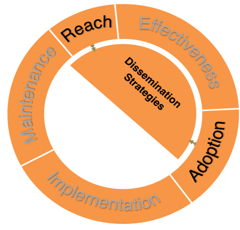 Reach
Effectiveness
Maintenance
Dissemination
Strategies
Adoption
Implementation